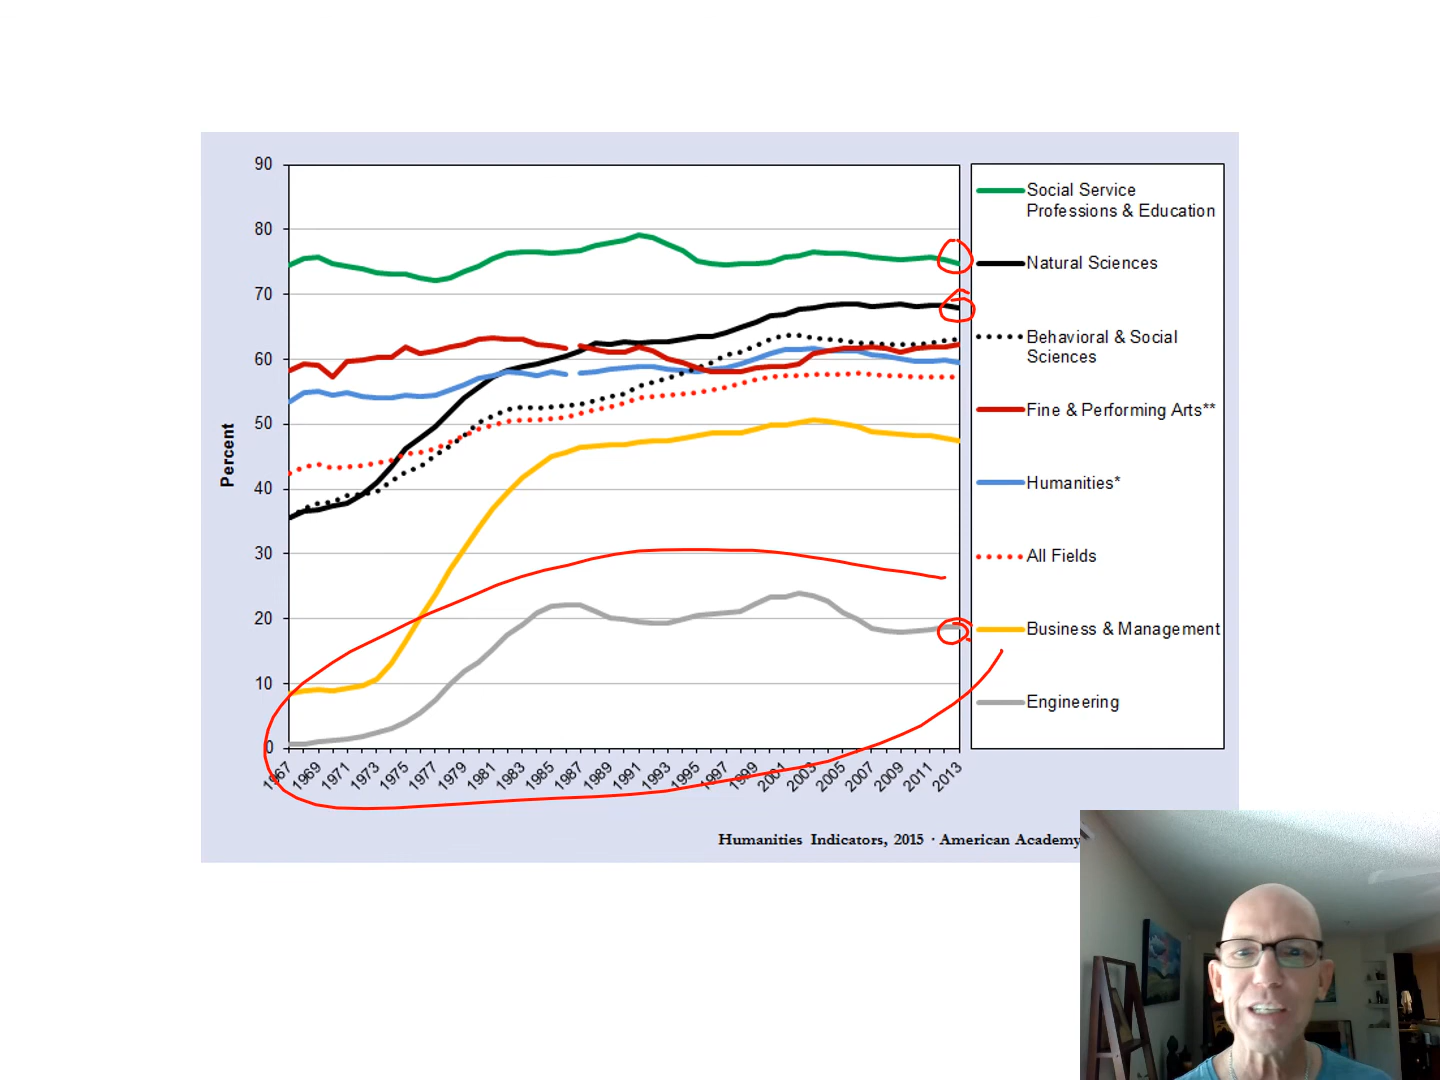 90
80
70
60
50
40
30
20
10
0
Percent
1967 1969 1971 1973 1975 1977 1979 1981 1983 1985 1987 1989 1991 1993 1995 1997 1999 2001 2003 2005 2007 2009 2011 2013
Social Service
Professions & Education
Natural Sciences
Behavioral & Social
Sciences
Fine & Performing Arts**
Humanities*
All Fields
Business & Management
Engineering
Humanities Indicators, 2015 · American Academy